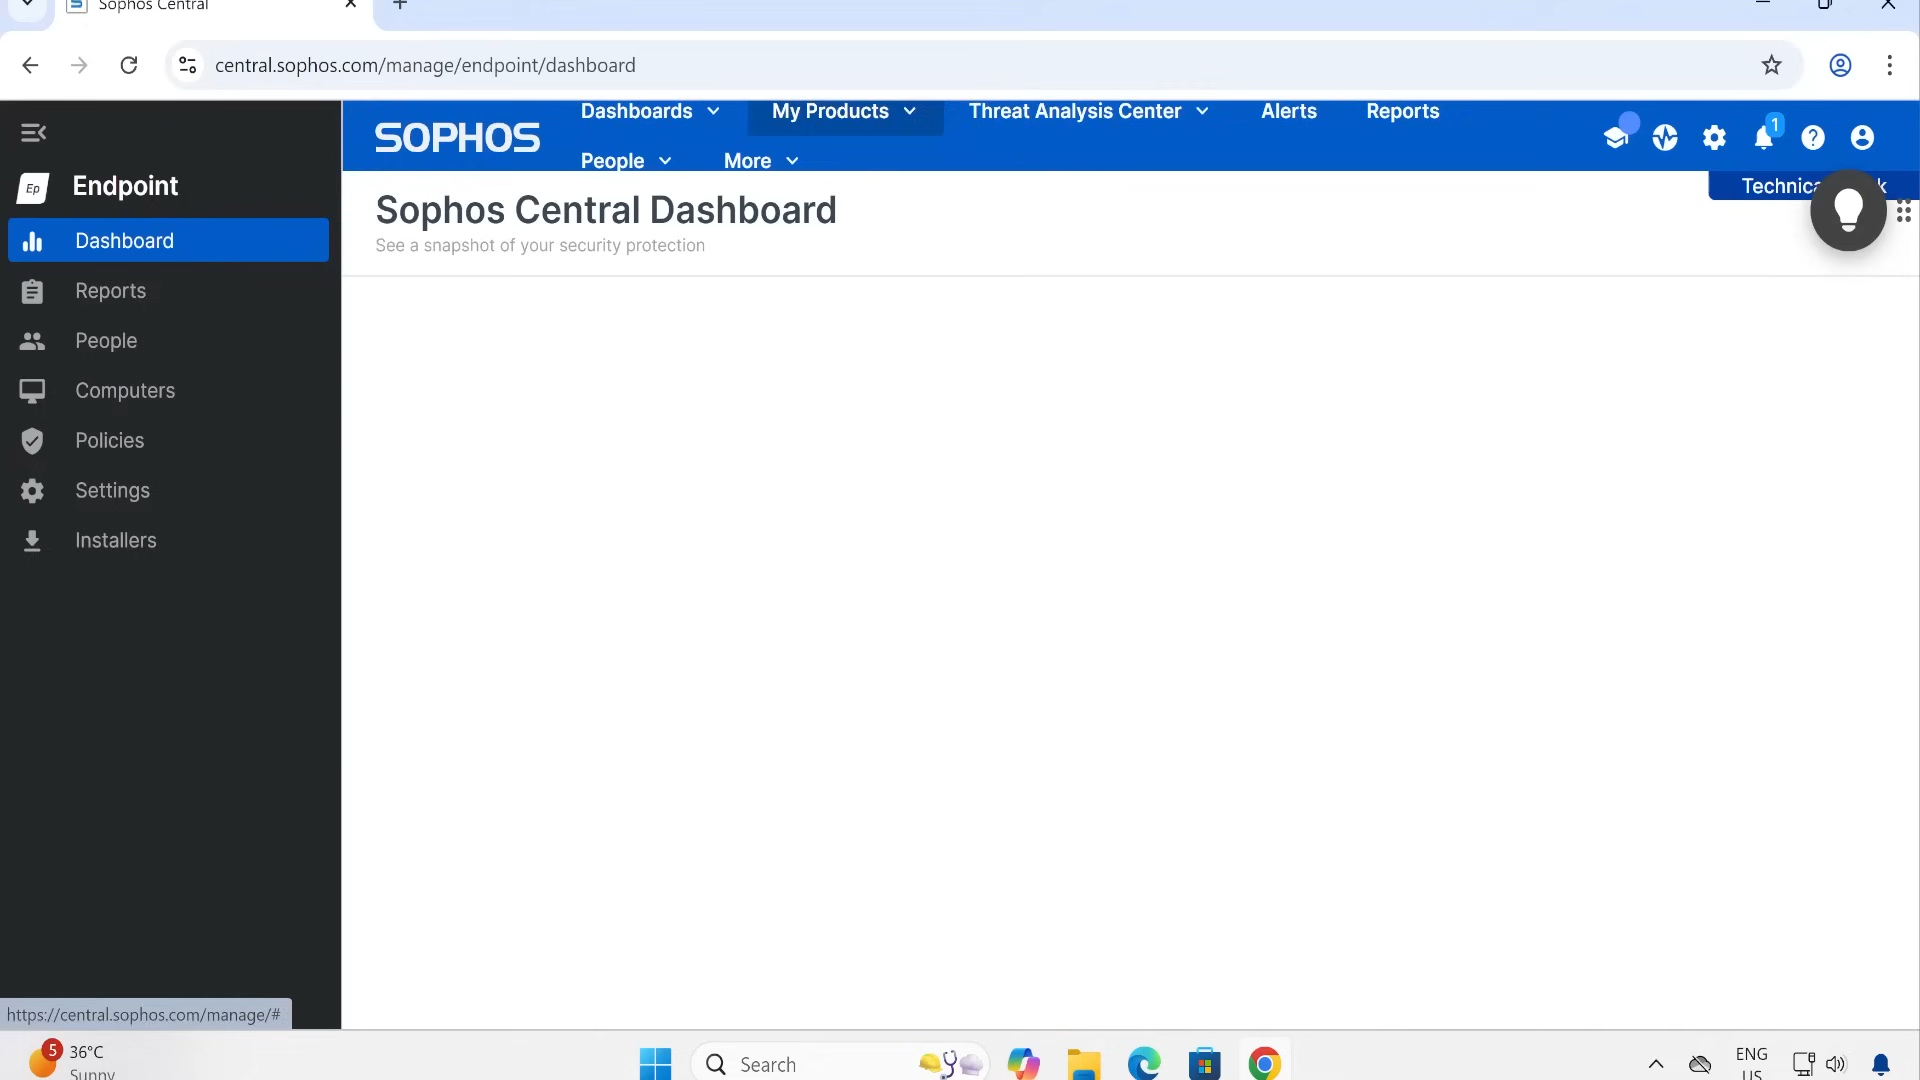 Sophos Central
central.sophos.com/manage/endpoint/dashboard
SOPHOS
Dashboards
My Products
Threat Analysis Center
Alerts
Reports
People
More
1
Ep
Endpoint
Dashboard
Reports
People
Computers
Policies
Settings
Installers
Sophos Central Dashboard
See a snapshot of your security protection
https://central.sophos.com/manage/#
5
36°C
Sunny
Search
ENG
US